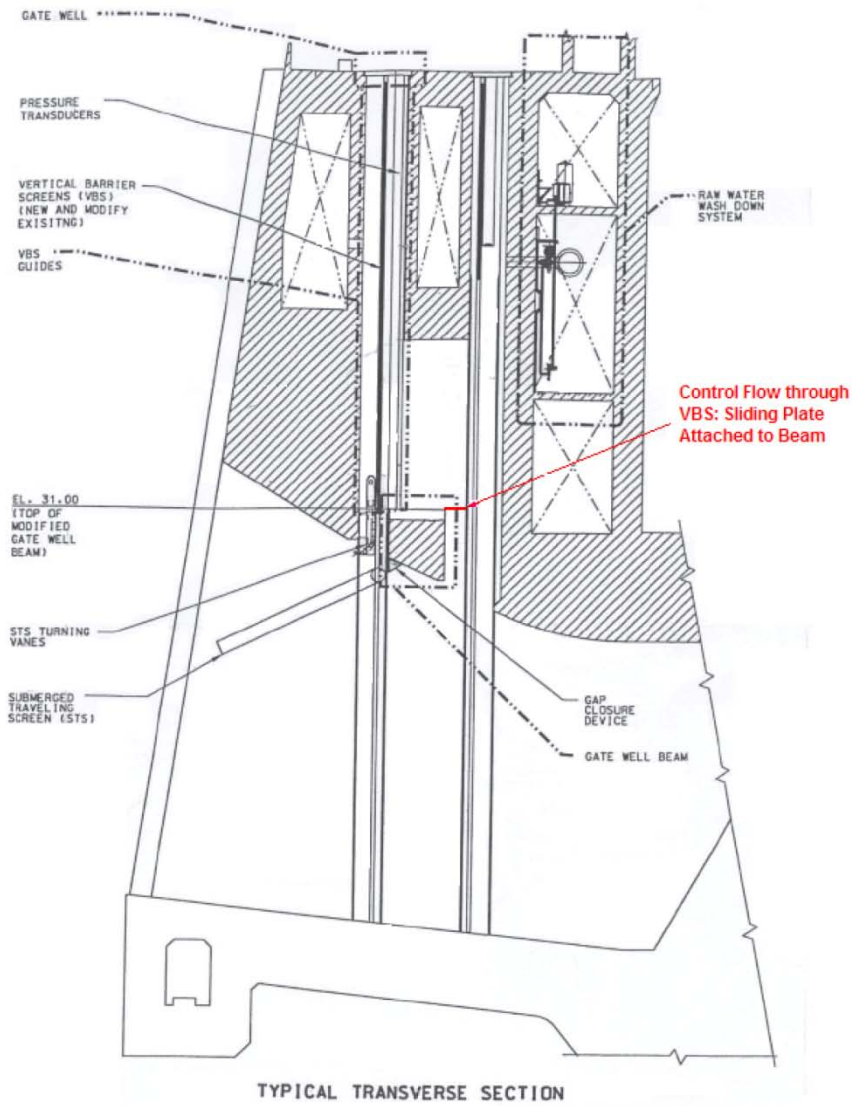 GATE WELL
PRESSURE
TRANSDUCERS
VERTICAL BARRIER
SCREENS (VBS)
(NEW AND MODIFY
EXISITNG)
VBS
GUIDES
RAW WATER
WASH DOWN
SYSTEM
Control Flow through
VBS: Sliding Plate
Attached to Beam
EL. 31.00
(TOP OF
MODIFIED
GATE WELL
BEAM)
STS TURNING
VANES
SUBMERGED
TRAVELING
SCREEN (STS)
GAP
CLOSURE
DEVICE
GATE WELL BEAM
TYPICAL TRANSVERSE SECTION